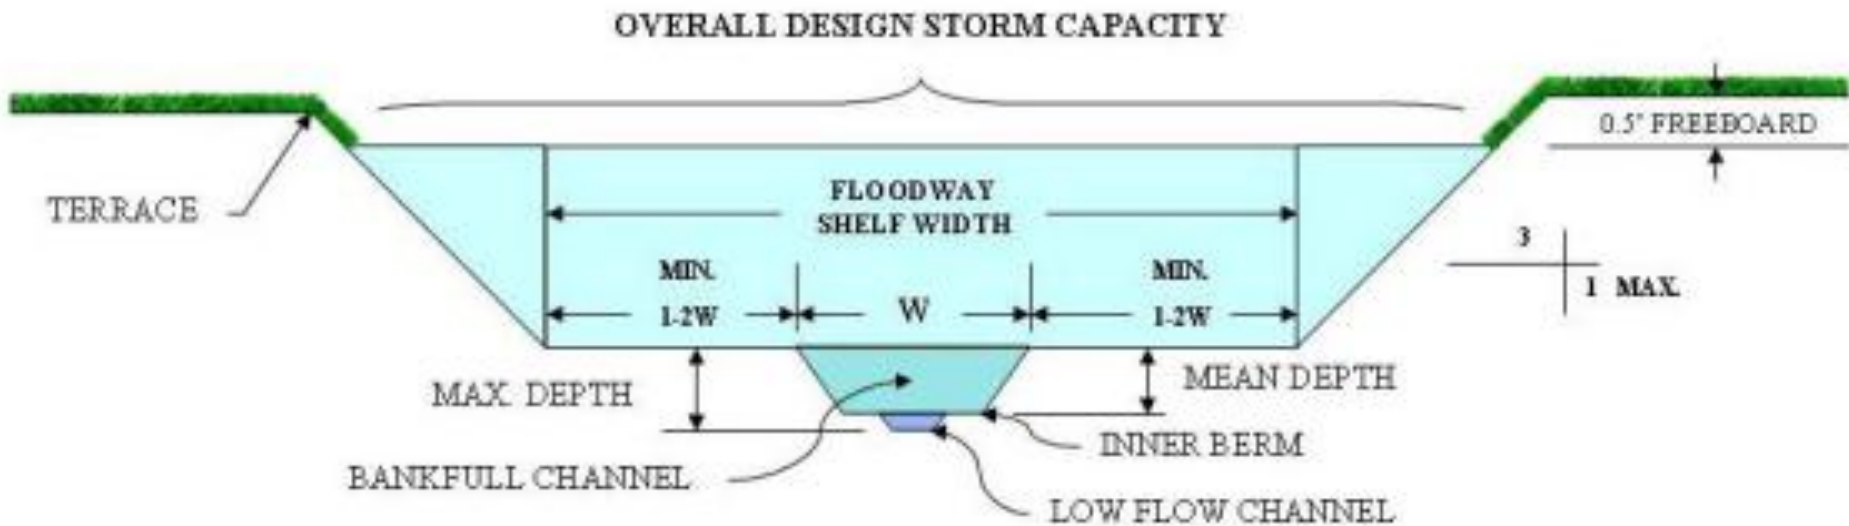 OVERALL DESIGN STORM CAPACITY
0.5' FREEBOARD
TERRACE
FLOODWAY
SHELF WIDTH
3
1 MAX.
MIN.
1-2W
W
MIN.
1-2W
MAX. DEPTH
MEAN DEPTH
INNER BERM
BANKFULL CHANNEL
LOW FLOW CHANNEL